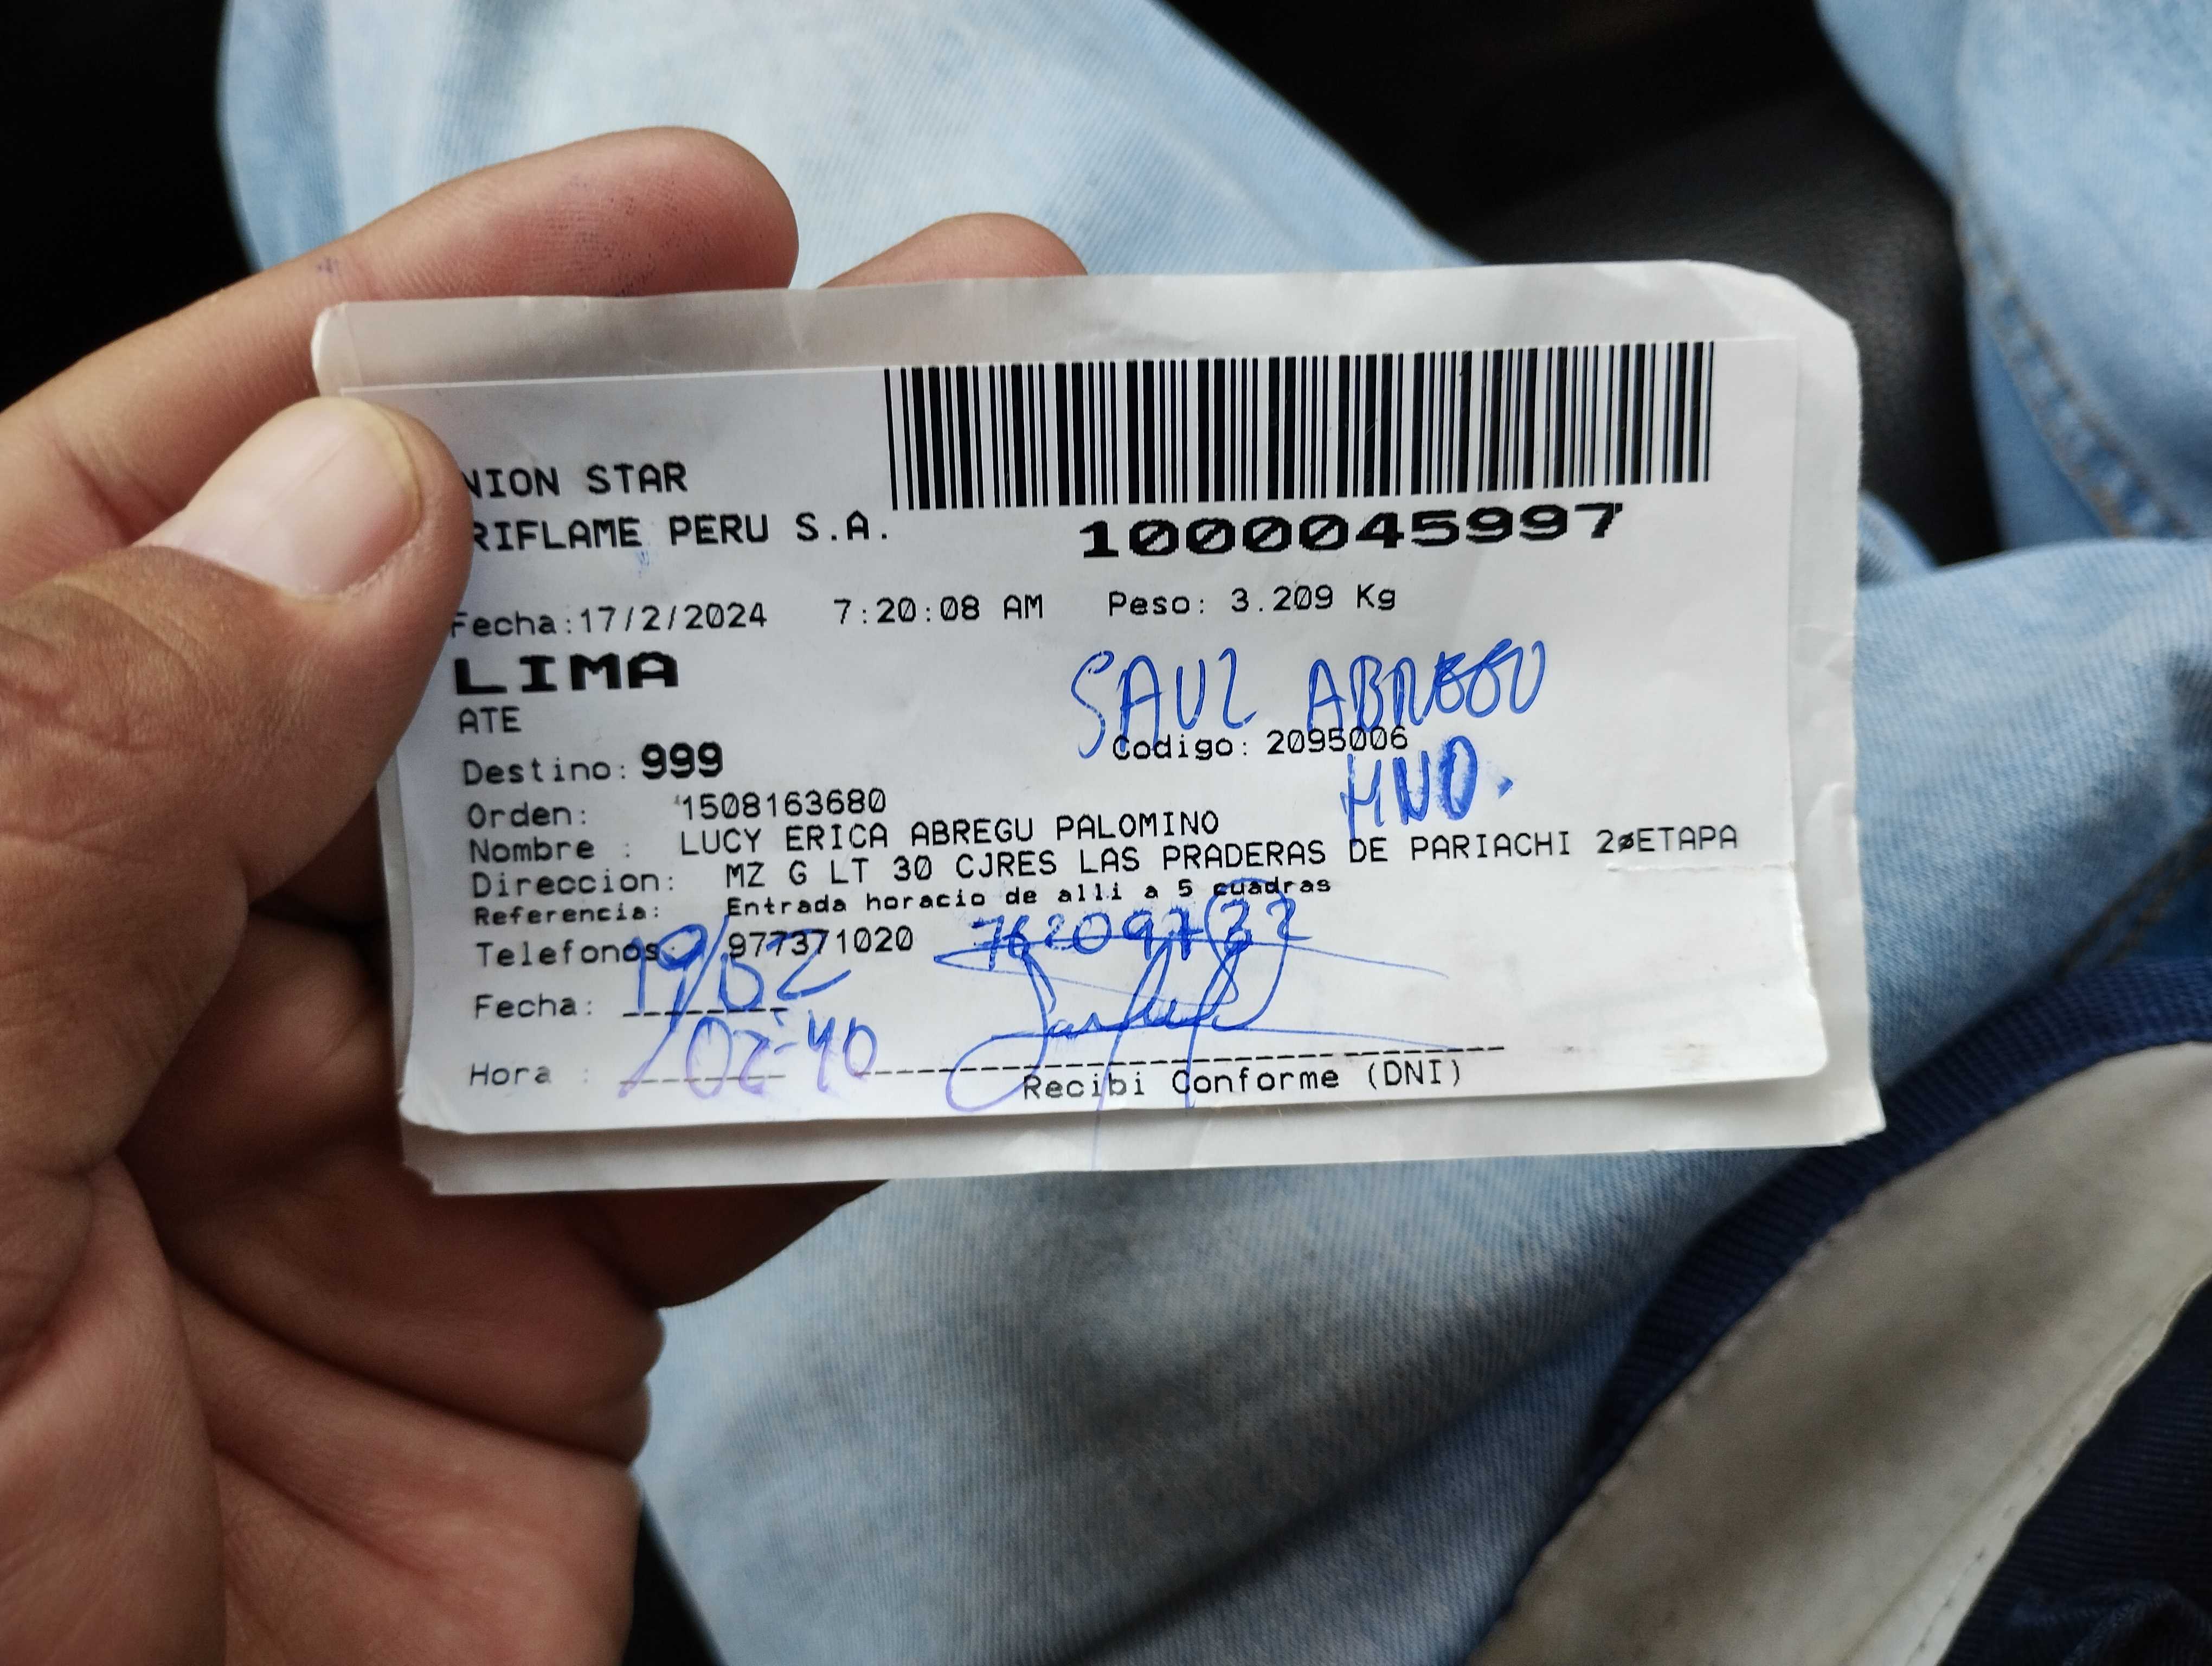 NION STAR
RIFLAME PERU S.A.
1000045997
Fecha:17/2/2024 7:20:08 AM Peso: 3.209 Kg
LIMA
SAUL ABREGU
ATE
Codigo: 2095006
Destino: 999
HNO.
Orden: 1508163680
Nombre : LUCY ERICA ABREGU PALOMINO
Direccion: MZ G LT 30 CJRES LAS PRADERAS DE PARIACHI 2øETAPA
Referencia: Entrada horacio de alli a 5 cuadras
Telefonos: 977371020
Fecha: 19/02
Hora : 02:40
Recibi Conforme (DNI)